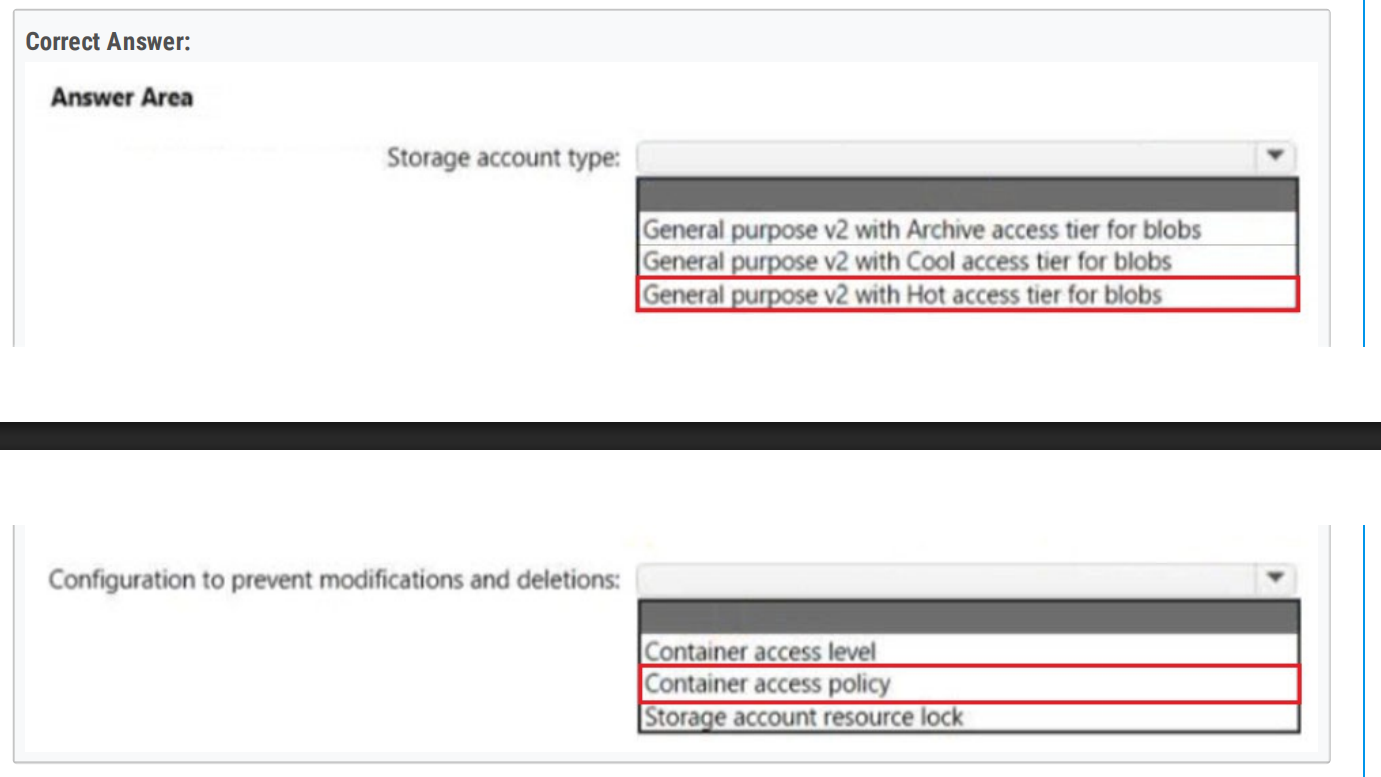 Correct Answer:
Answer Area
Storage account type:
General purpose v2 with Archive access tier for blobs
General purpose v2 with Cool access tier for blobs
General purpose v2 with Hot access tier for blobs
Configuration to prevent modifications and deletions:
Container access level
Container access policy
Storage account resource lock